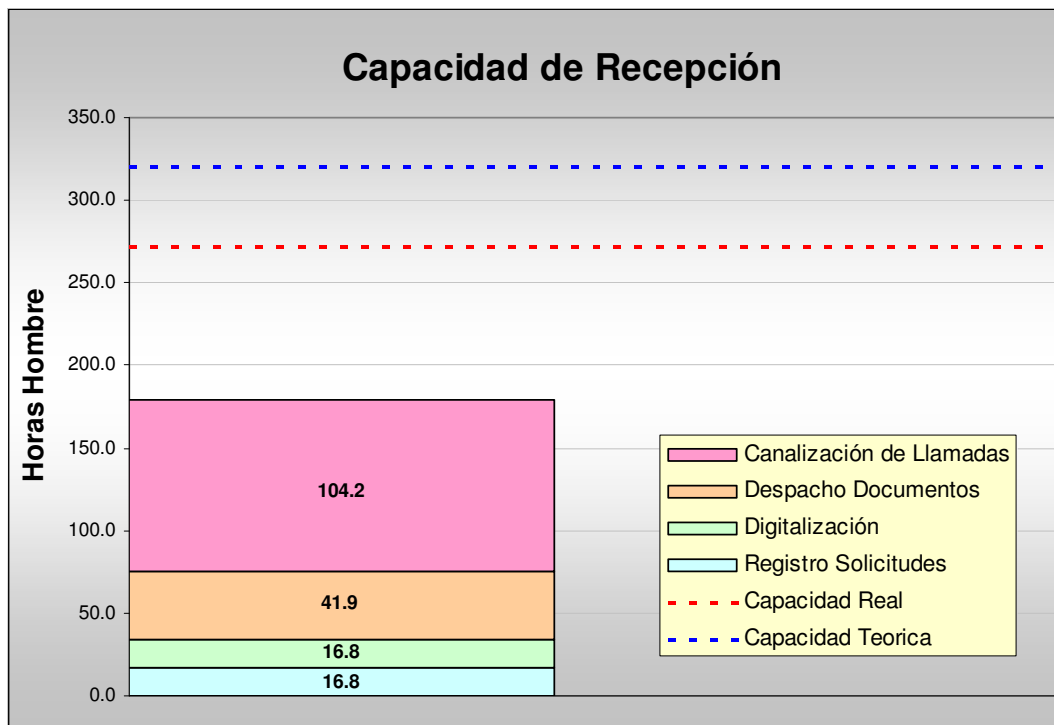 Capacidad de Recepción
Horas Hombre
350.0
300.0
250.0
200.0
150.0
100.0
50.0
0.0
104.2
41.9
16.8
16.8
Canalización de Llamadas
Despacho Documentos
Digitalización
Registro Solicitudes
Capacidad Real
Capacidad Teorica